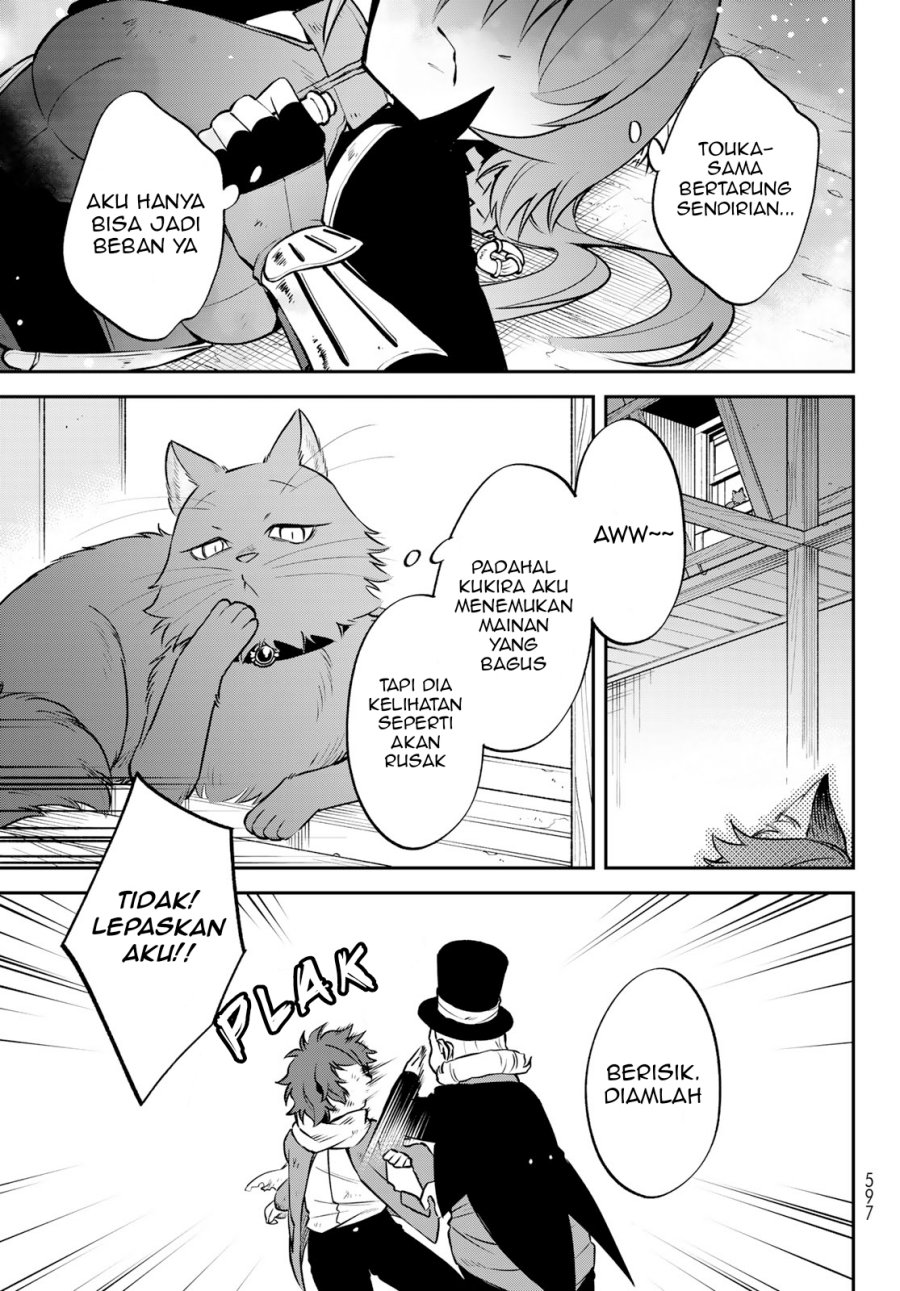 TOUKA-
SAMA
BERTARUNG
SENDIRIAN...
AKU HANYA
BISA JADI
BEBAN YA
AWW~~
PADAHAL
KUKIRA AKU
MENEMUKAN
MAINAN
YANG
BAGUS
TAPI DIA
KELIHATAN
SEPERTI
AKAN
RUSAK
TIDAK!
LEPASKAN
AKU!!
PLAK
BERISIK.
DIAMLAH
597